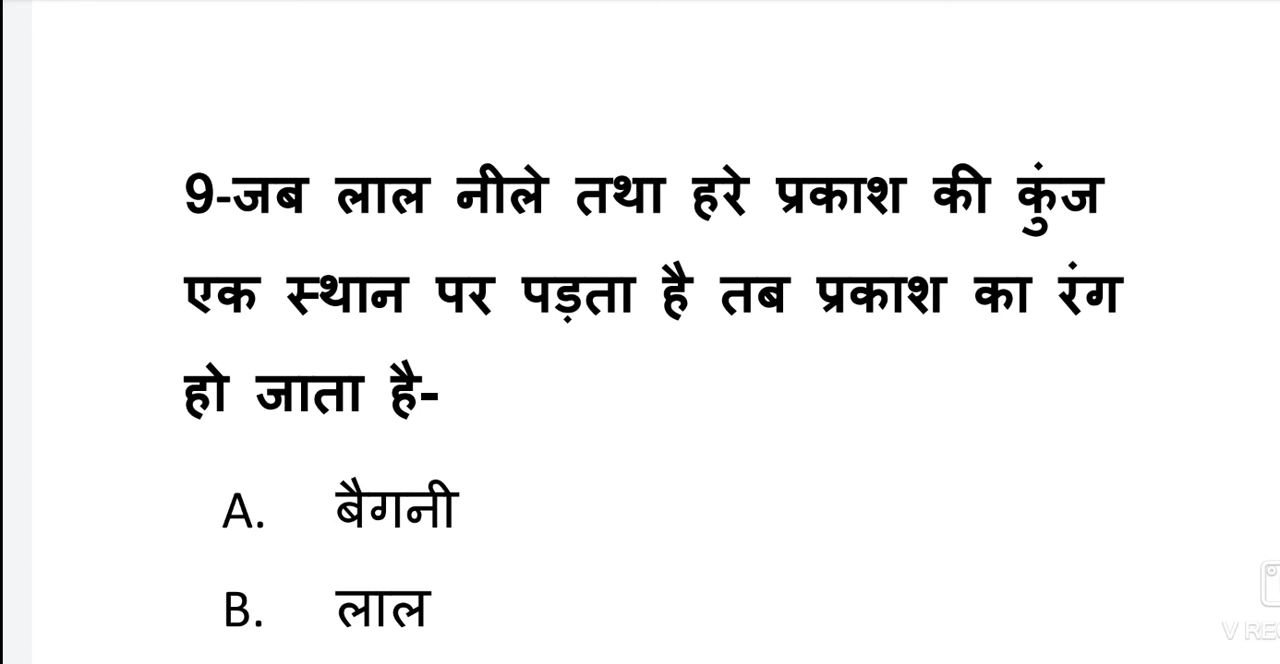 9-जब लाल नीले तथा हरे प्रकाश की कुंज
एक स्थान पर पड़ता है तब प्रकाश का रंग
हो जाता है-
A. बैगनी
B. लाल